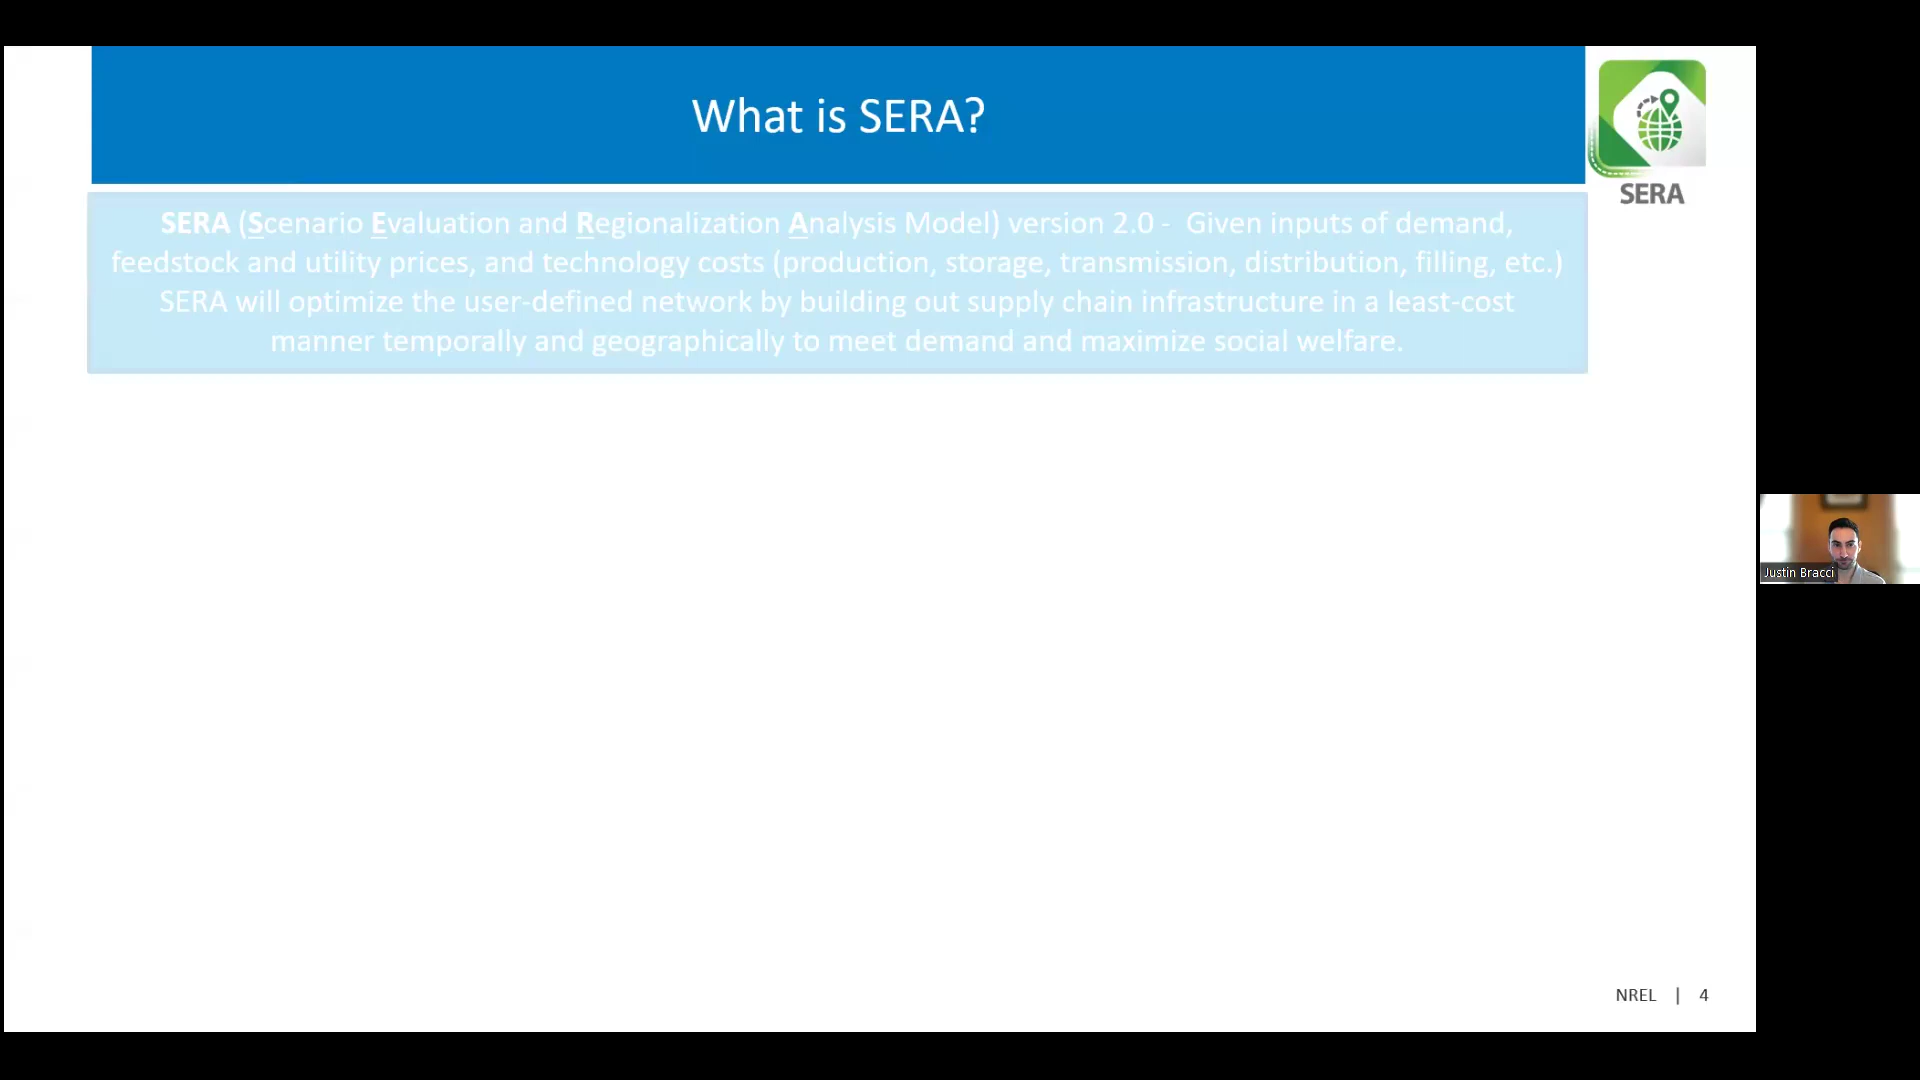 What is SERA?
SERA
SERA (Scenario Evaluation and Regionalization Analysis Model) version 2.0 - Given inputs of demand,
feedstock and utility prices, and technology costs (production, storage, transmission, distribution, filling, etc.)
SERA will optimize the user-defined network by building out supply chain infrastructure in a least-cost
manner temporally and geographically to meet demand and maximize social welfare.
Justin Bracci
NREL | 4